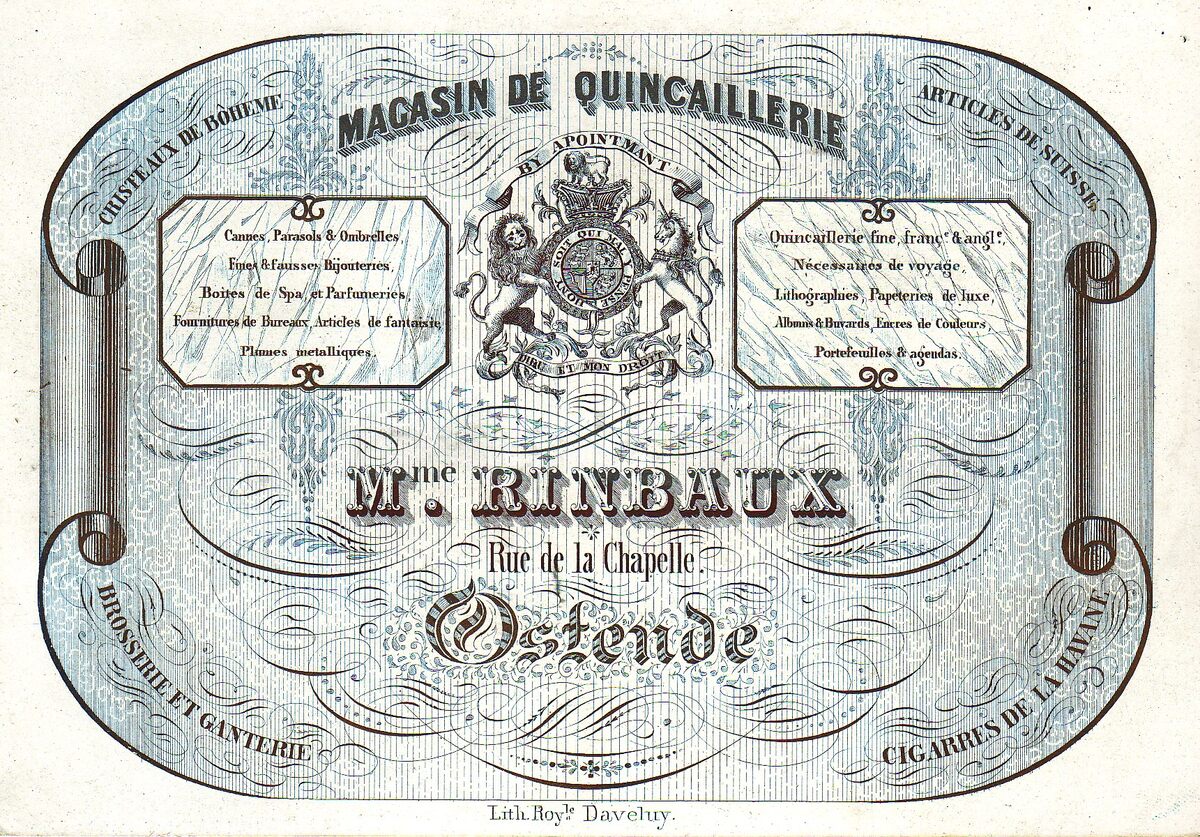 MAGASIN DE QUINCAILLERIE
CRISTEAUX DE BOHEME
ARTICLES DE SUISSE,
BY APOINTMANT
HONI SOIT QUI MAL Y PENSE
DIEU ET MON DROIT
Cannes, Parasols & Ombrelles,
Fines & fausses Bijouteries,
Boites de Spa, et Parfumeries,
Fournitures de Bureaux, Articles de fantaisie
Plumes metalliques.
Quincaillerie fine, franç.e & angl.e,
Nécessaires de voyage,
Lithographies, Papeteries de luxe,
Albums & Buvards, Encres de Couleurs,
Portefeuilles & agendas.
Mme. RINBAUX
Rue de la Chapelle.
Ostende
BROSSERIE ET GANTERIE
CIGARRES DE LA HAVANE
Lith. Roy.le Daveluy.